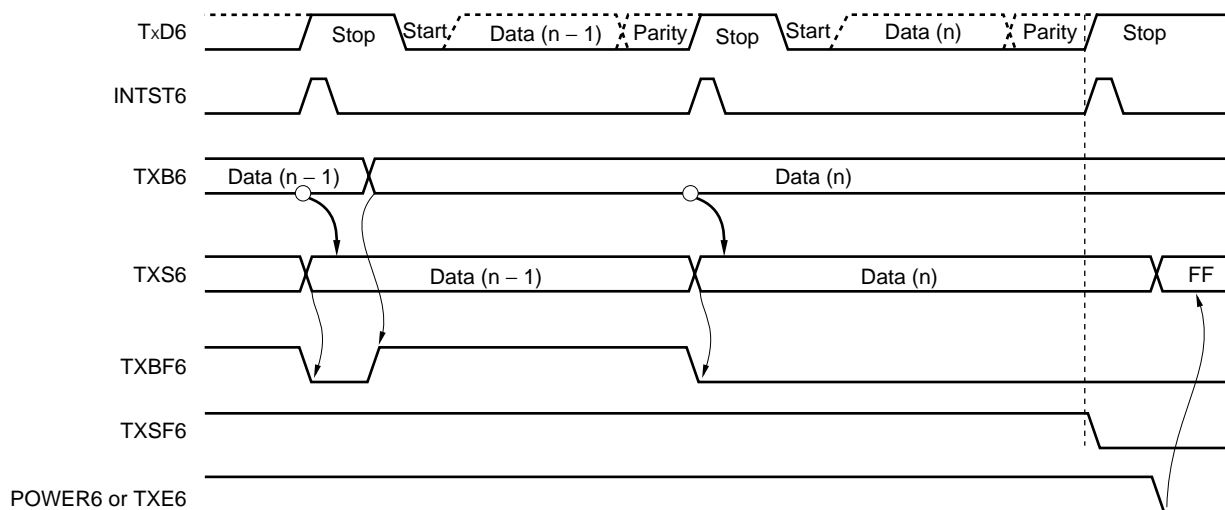 TxD6 Stop Start Data (n − 1) Parity Stop Start Data (n) Parity Stop
INTST6
TXB6 Data (n − 1) Data (n)
TXS6 Data (n − 1) Data (n) FF
TXBF6
TXSF6
POWER6 or TXE6